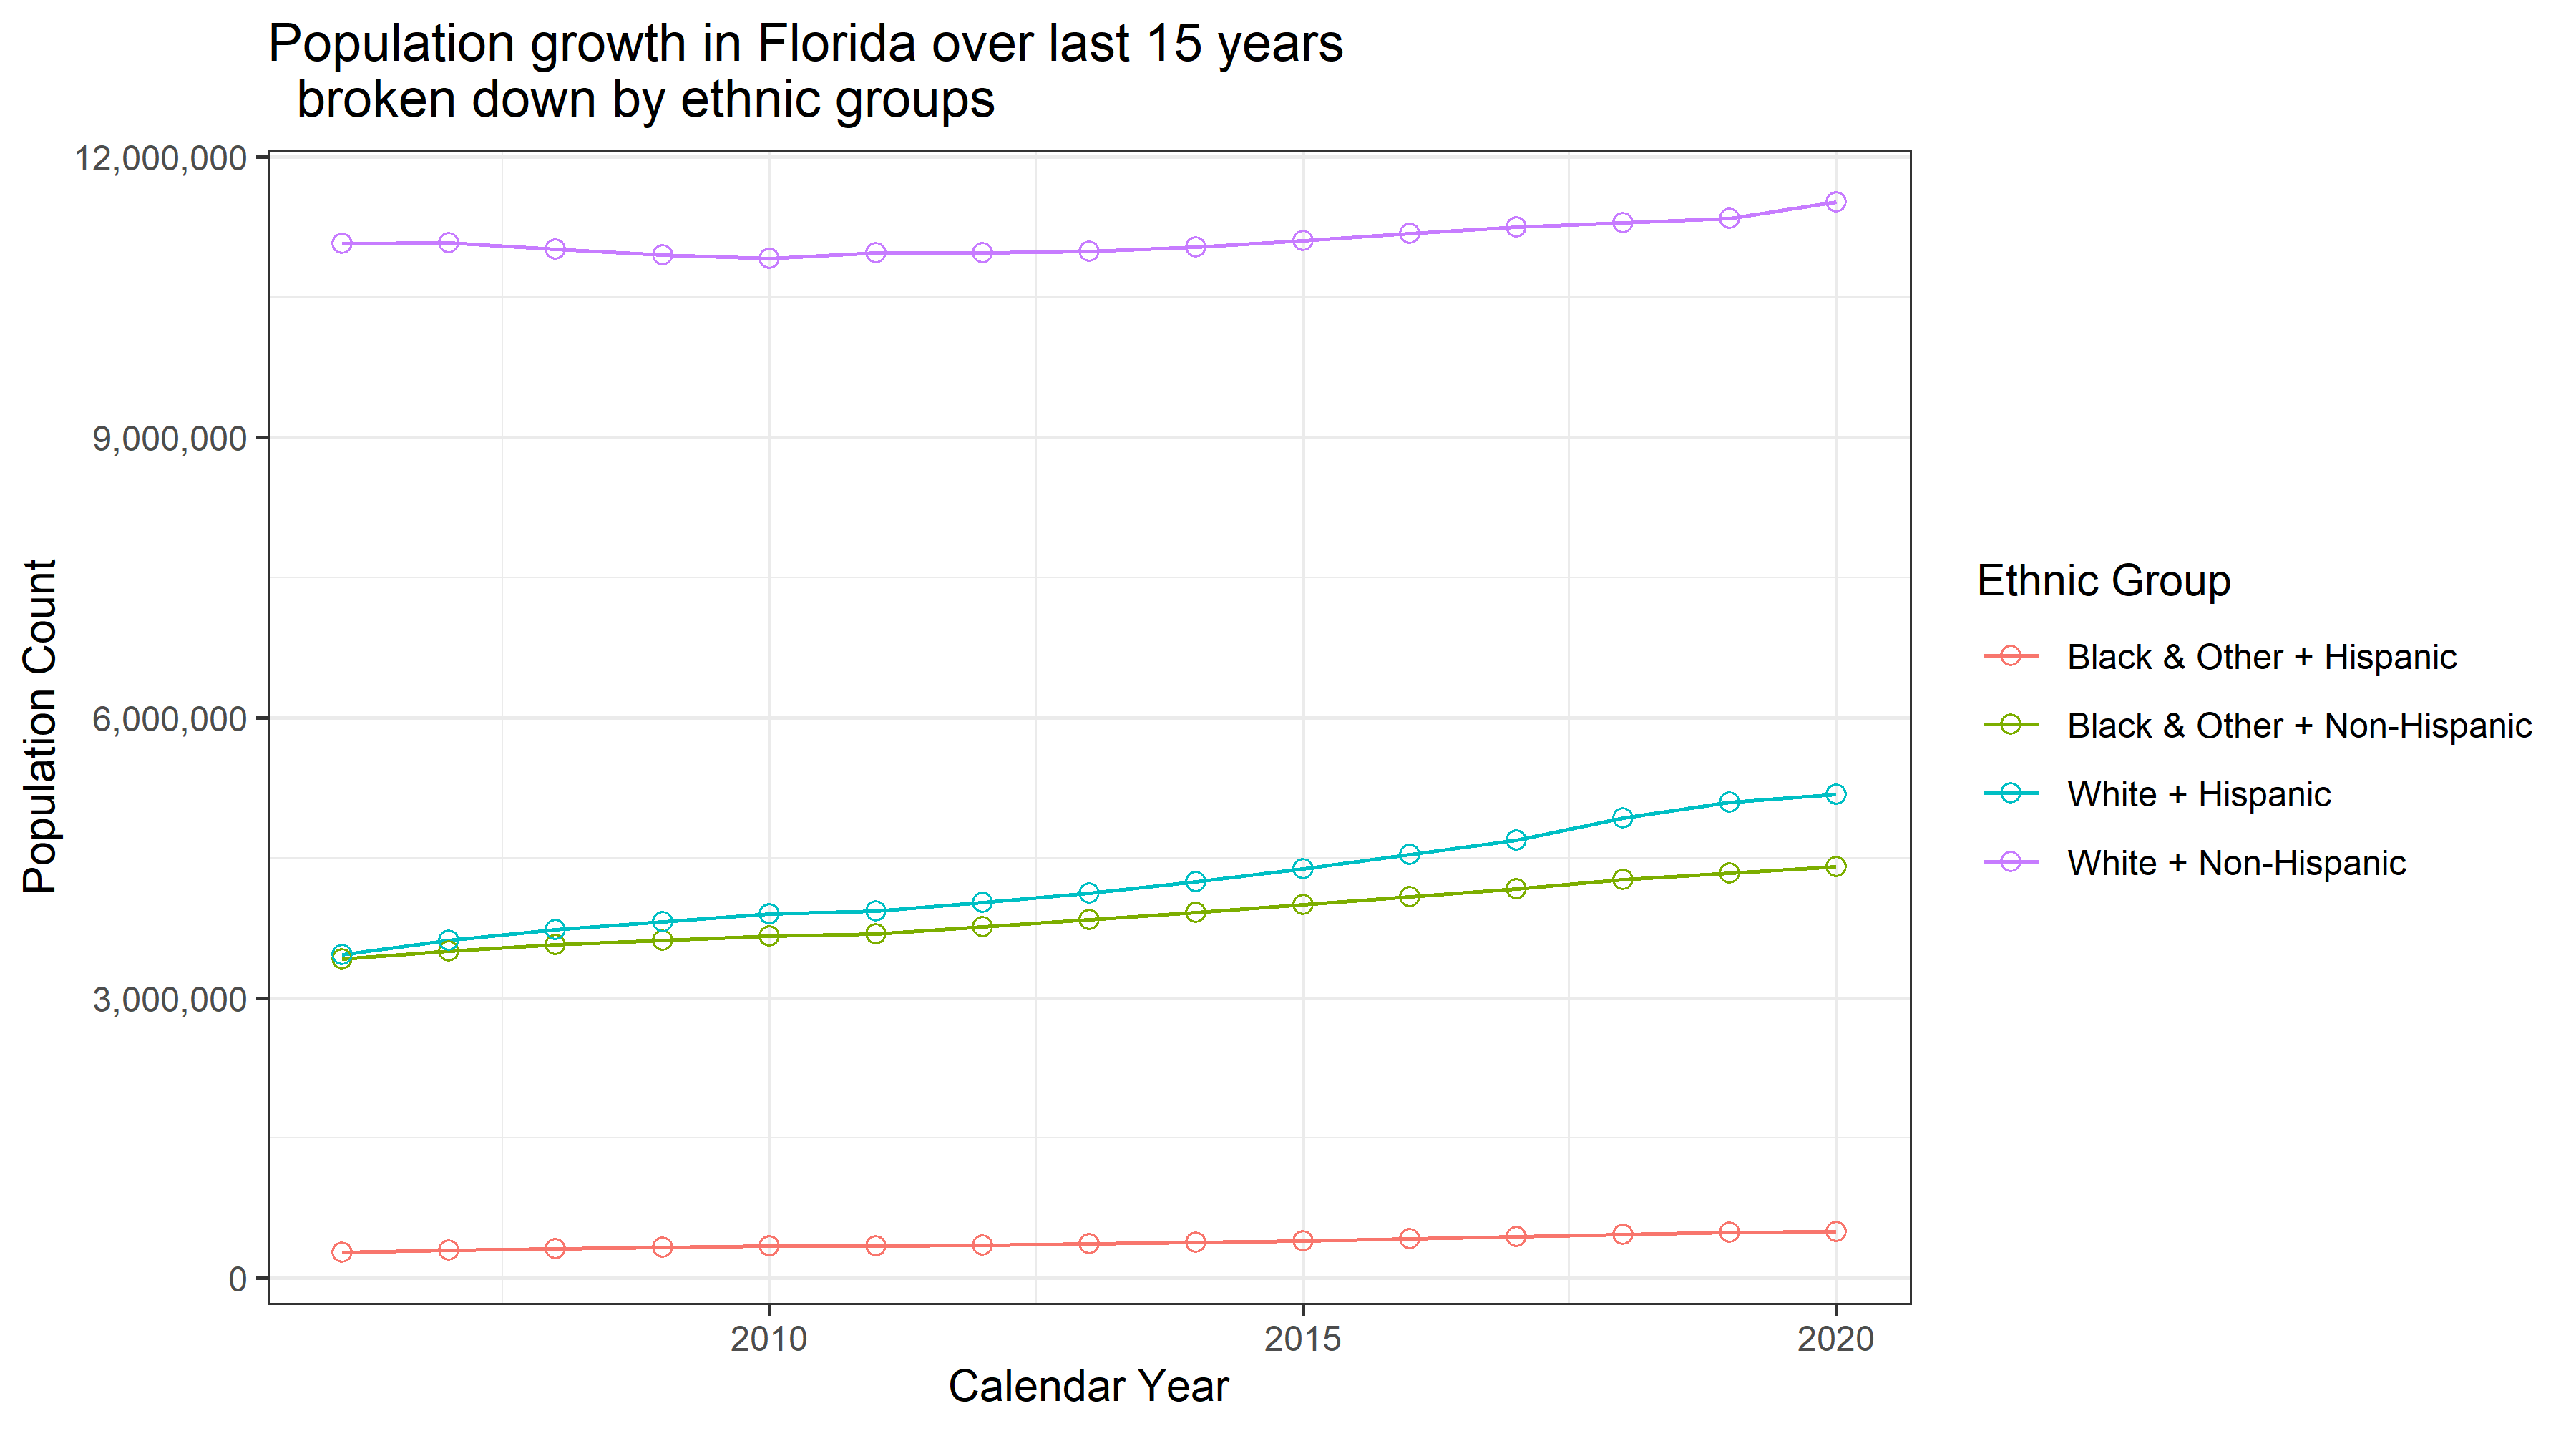 Population growth in Florida over last 15 years
broken down by ethnic groups
12,000,000
9,000,000
6,000,000
3,000,000
0
Population Count
2010
2015
2020
Calendar Year
Ethnic Group
Black & Other + Hispanic
Black & Other + Non-Hispanic
White + Hispanic
White + Non-Hispanic